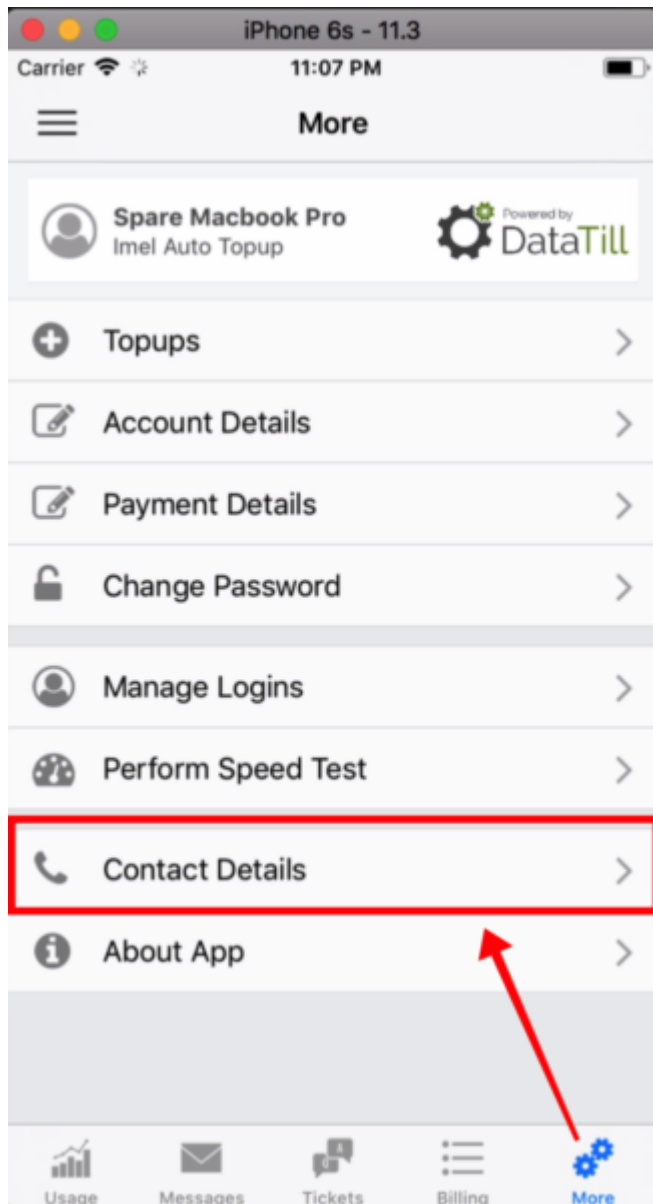 iPhone 6s - 11.3
Carrier 11:07 PM
More
Spare Macbook Pro
Imel Auto Topup
Powered by
DataTill
Topups
Account Details
Payment Details
Change Password
Manage Logins
Perform Speed Test
Contact Details
About App
Usage Messages Tickets Billing More